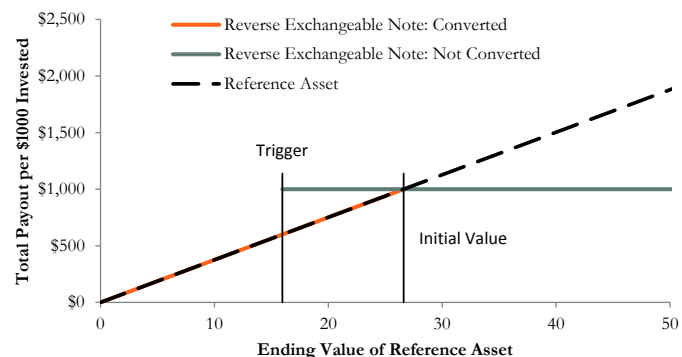 $2,500
$2,000
$1,500
$1,000
$500
$0
Total Payout per $1000 Invested
Reverse Exchangeable Note: Converted
Reverse Exchangeable Note: Not Converted
Reference Asset
Trigger
Initial Value
0 10 20 30 40 50
Ending Value of Reference Asset